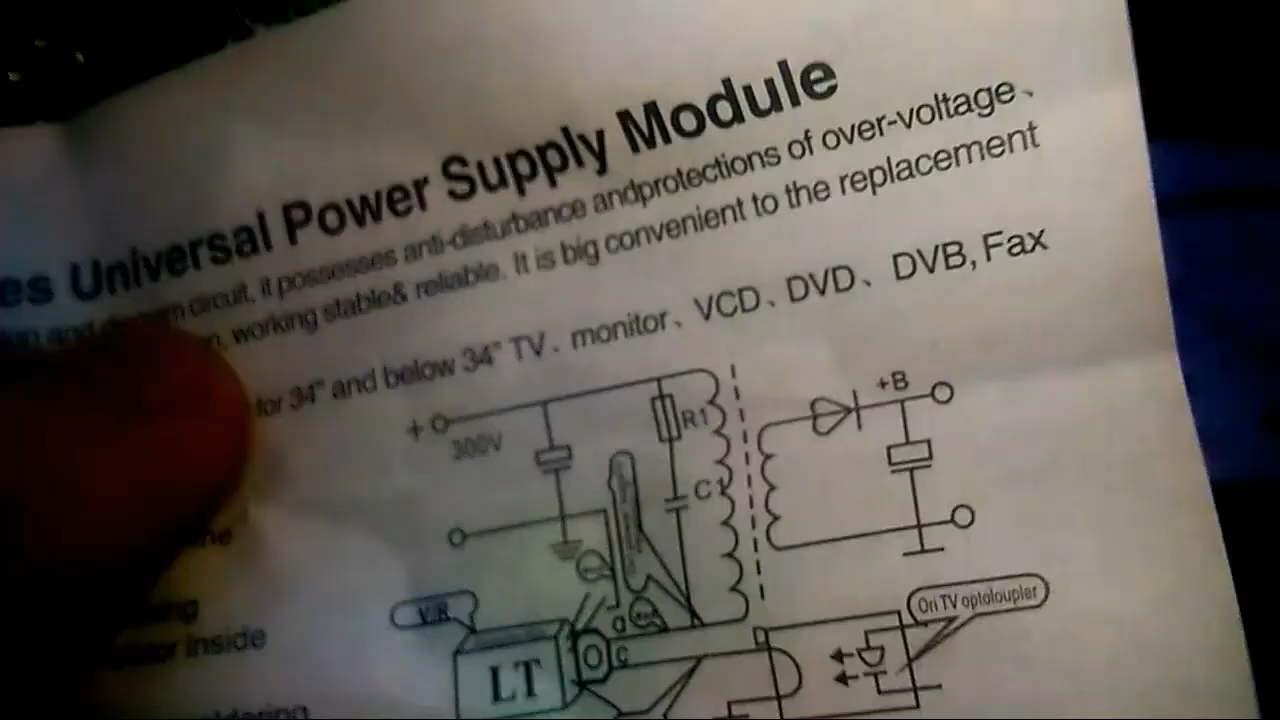 es Universal Power Supply Module
circuit, it possesses anti-disturbance andprotections of over-voltage、
working stable& reliable. It is big convenient to the replacement
for 34" and below 34" TV、monitor、VCD、DVD、DVB, Fax
+B
+
300V
R1
C1
Ori TV optoloupler
V.R
LT
inside